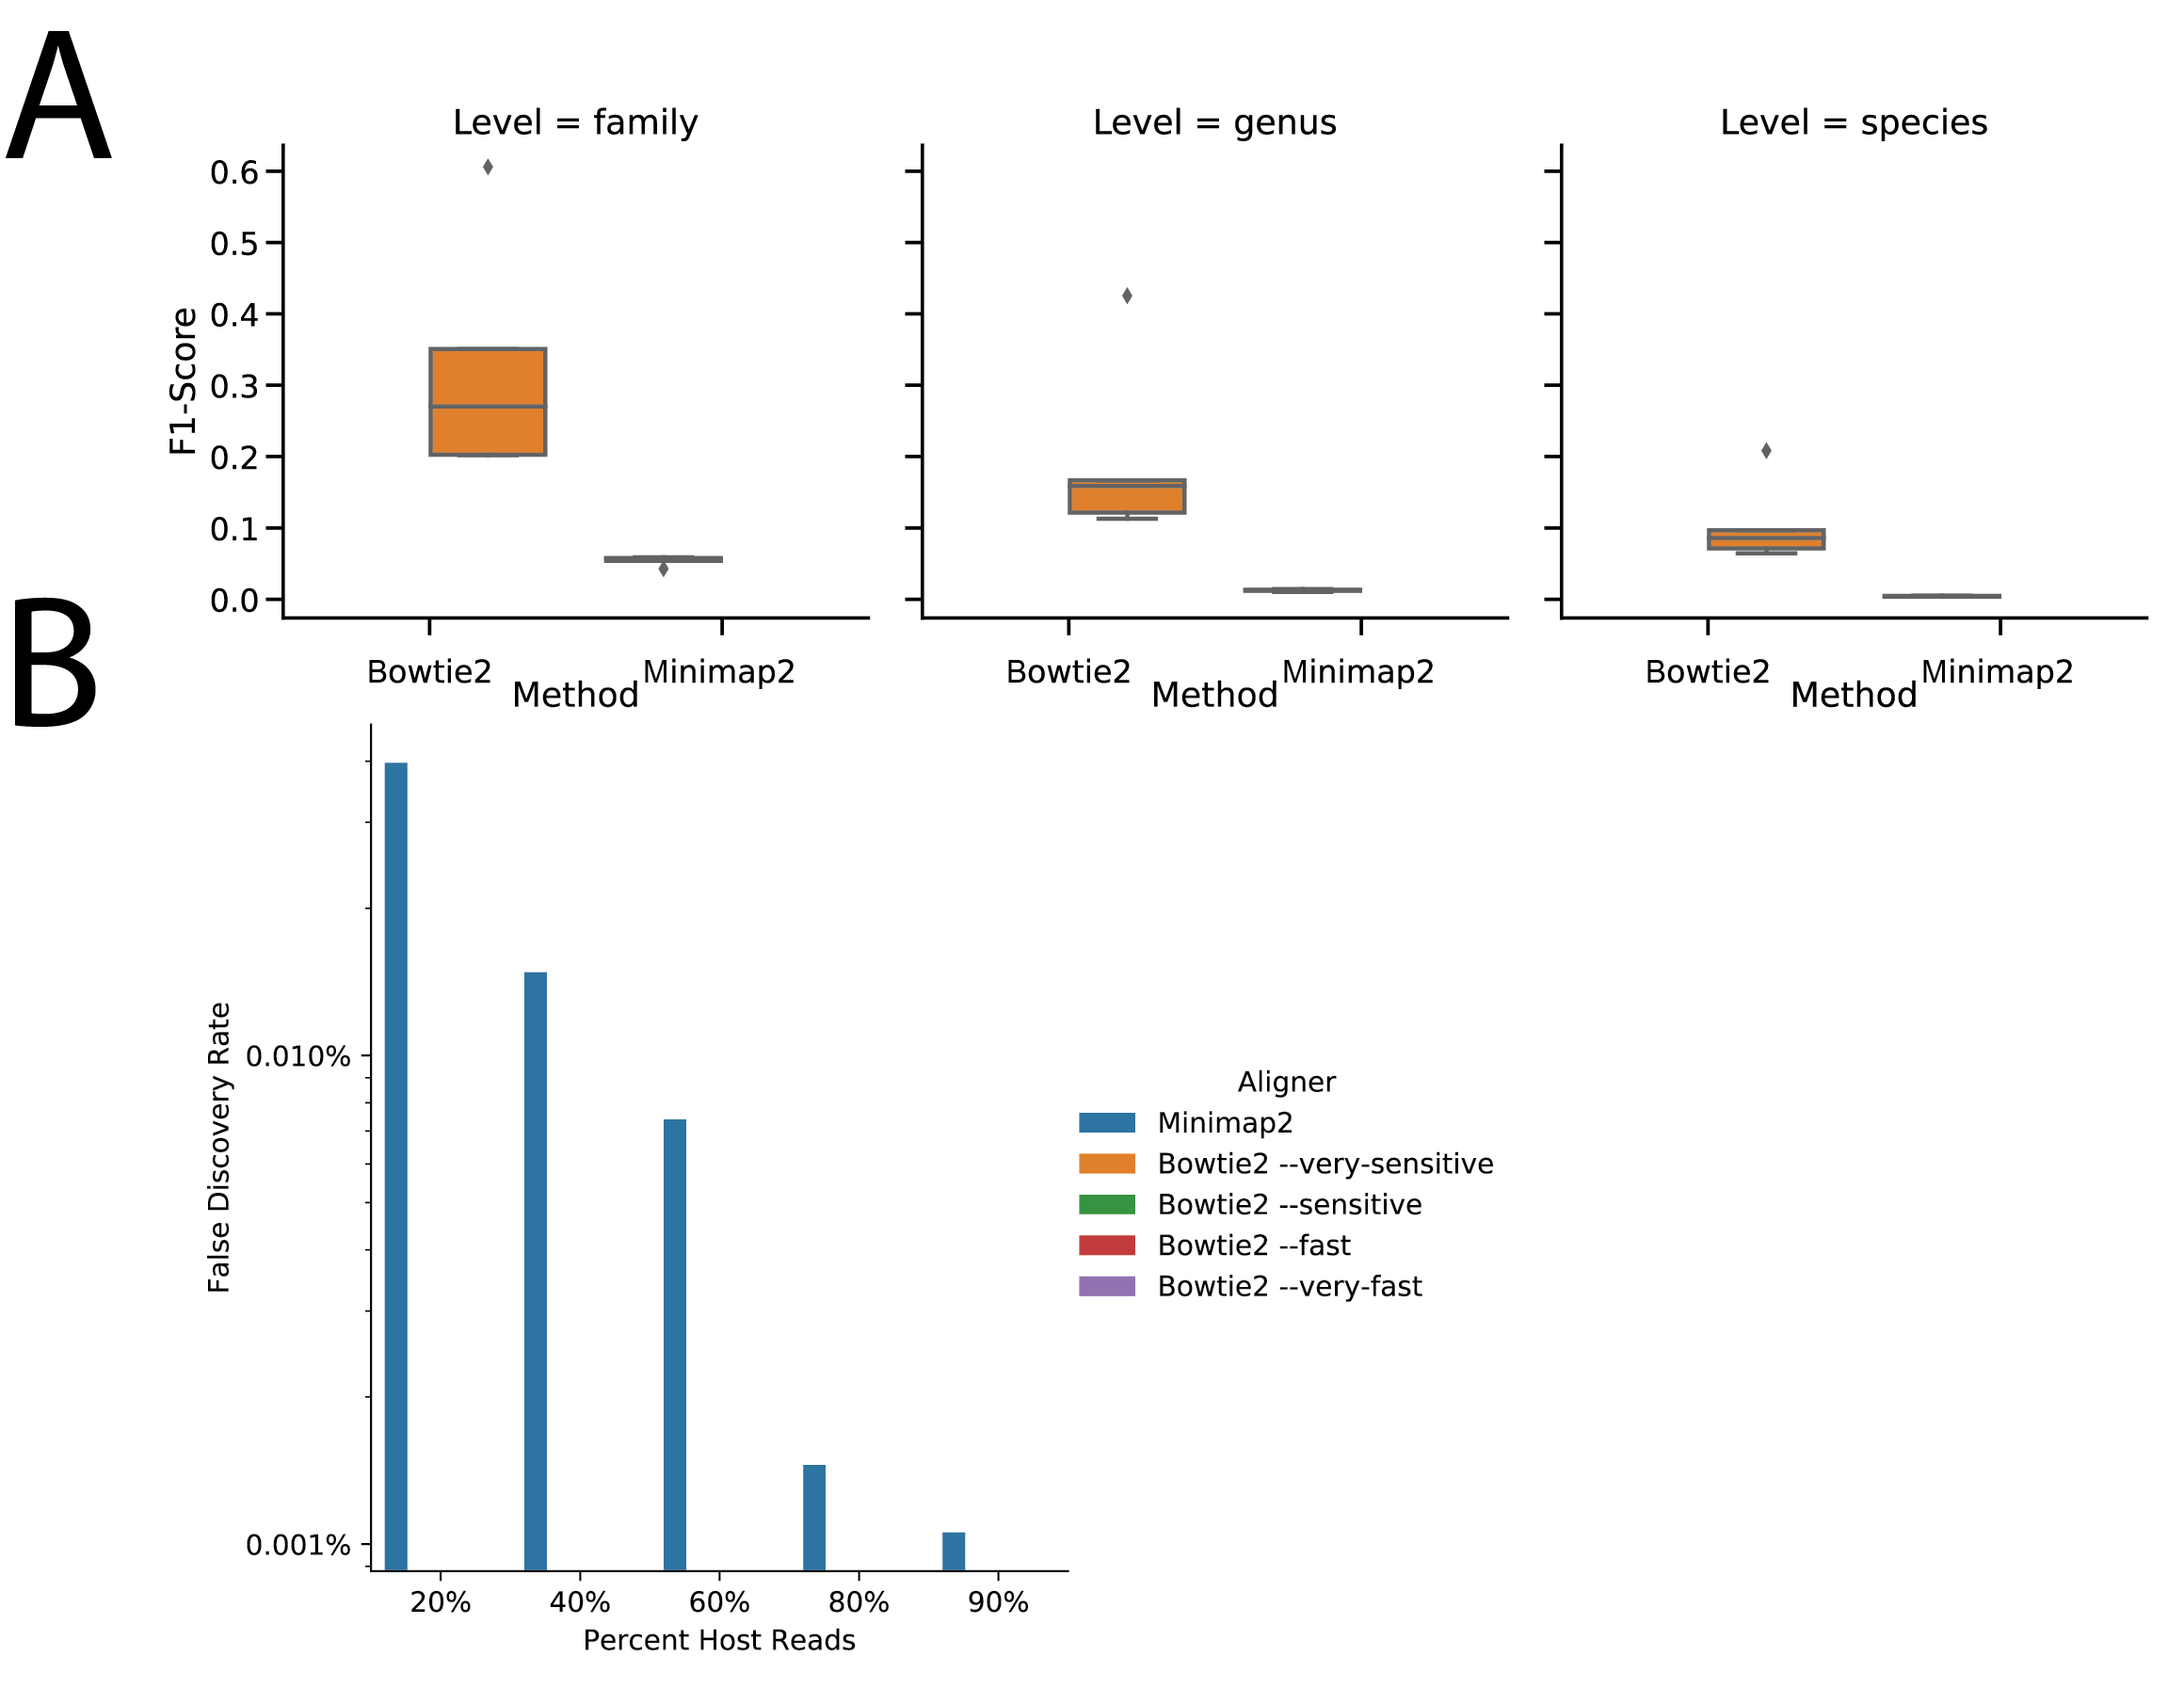 A
Level = family
Level = genus
Level = species
F1-Score
0.6
0.5
0.4
0.3
0.2
0.1
0.0
Bowtie2
Minimap2
Method
Bowtie2
Minimap2
Method
Bowtie2
Minimap2
Method
B
False Discovery Rate
0.010%
0.001%
20%
40%
60%
80%
90%
Percent Host Reads
Aligner
Minimap2
Bowtie2 --very-sensitive
Bowtie2 --sensitive
Bowtie2 --fast
Bowtie2 --very-fast